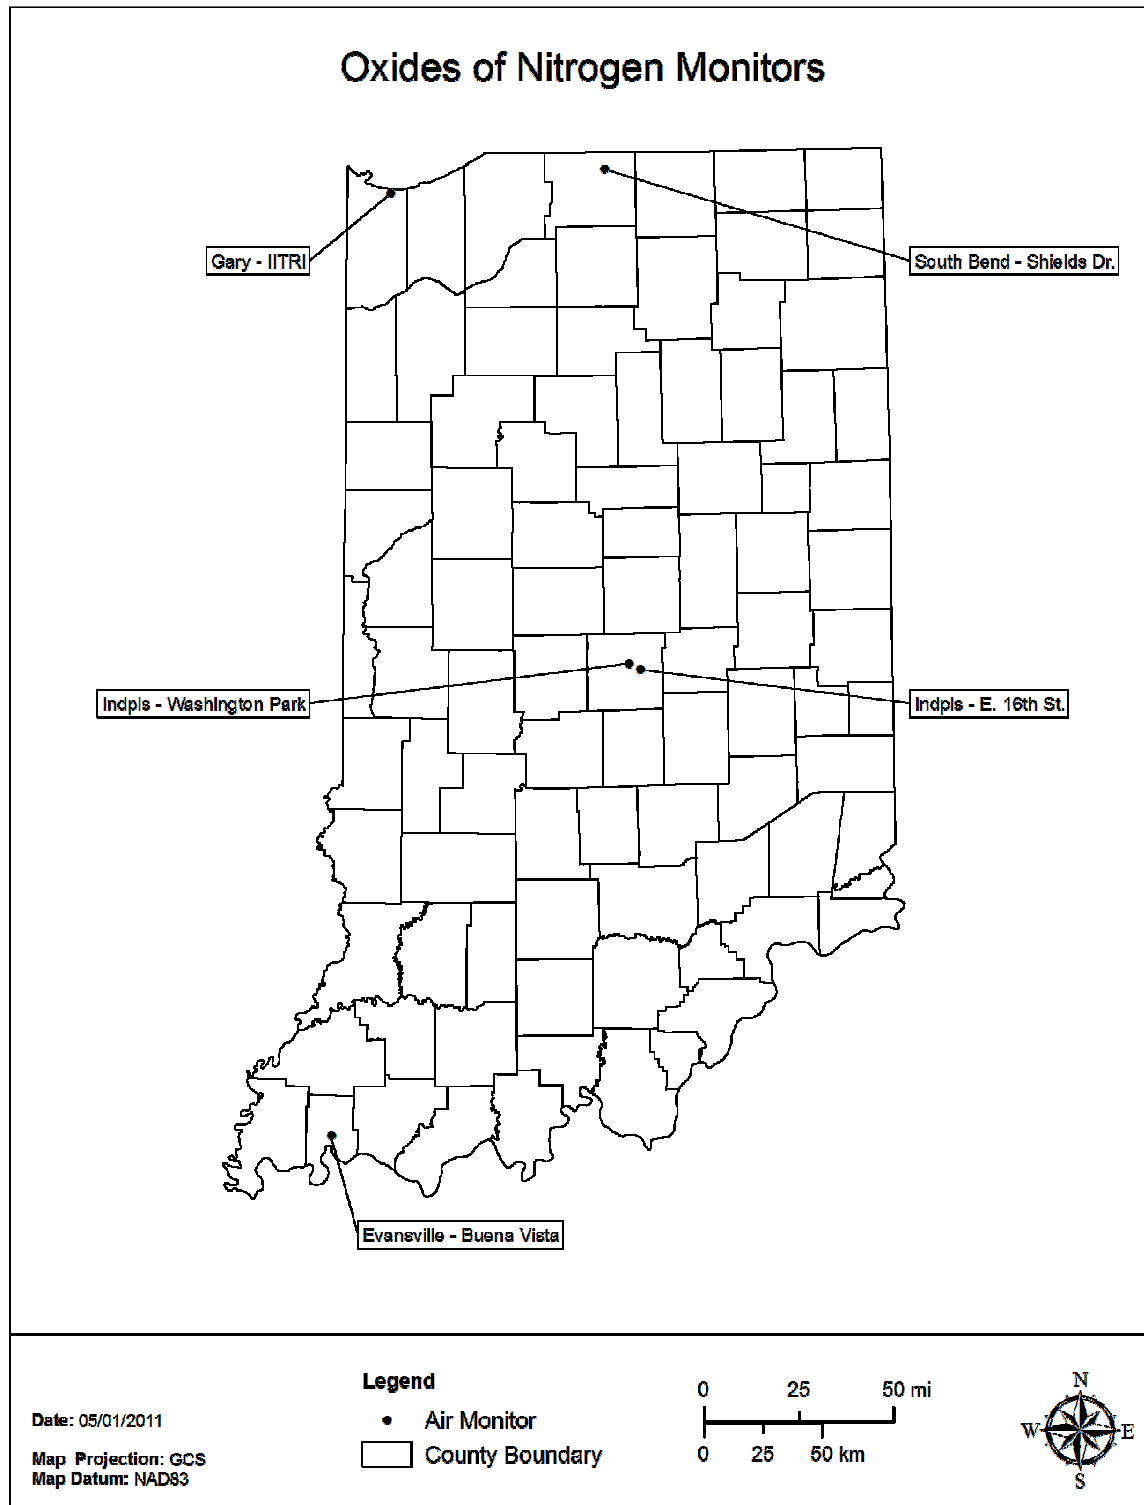 Oxides of Nitrogen Monitors
Gary - IITRI
South Bend - Shields Dr.
Indpls - Washington Park
Indpls - E. 16th St.
Evansville - Buena Vista
Legend
Air Monitor
County Boundary
Date: 05/01/2011
Map Projection: GCS
Map Datum: NAD83
0 25 50 mi
0 25 50 km
N
W E
S